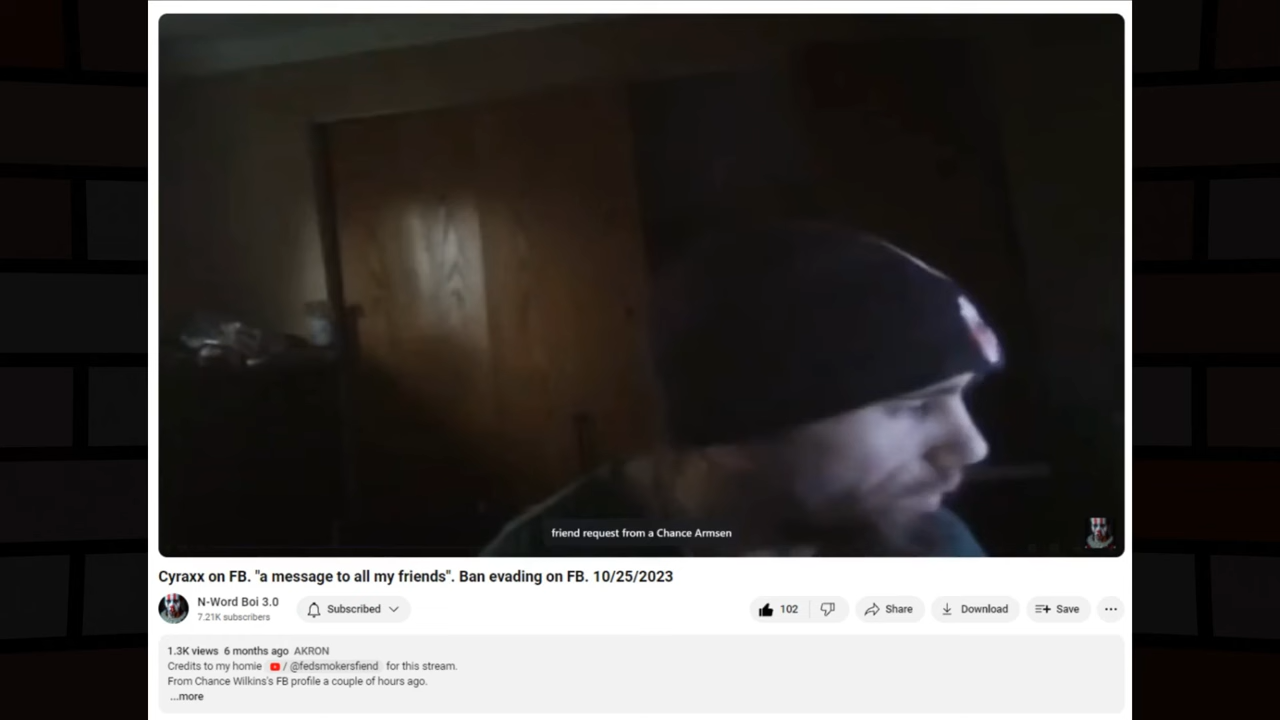 friend request from a Chance Armsen
Cyraxx on FB. "a message to all my friends". Ban evading on FB. 10/25/2023
N-Word Boi 3.0
7.21K subscribers
Subscribed
102
Share
Download
Save
1.3K views 6 months ago AKRON
Credits to my homie / @fedsmokersfiend for this stream.
From Chance Wilkins's FB profile a couple of hours ago.
...more